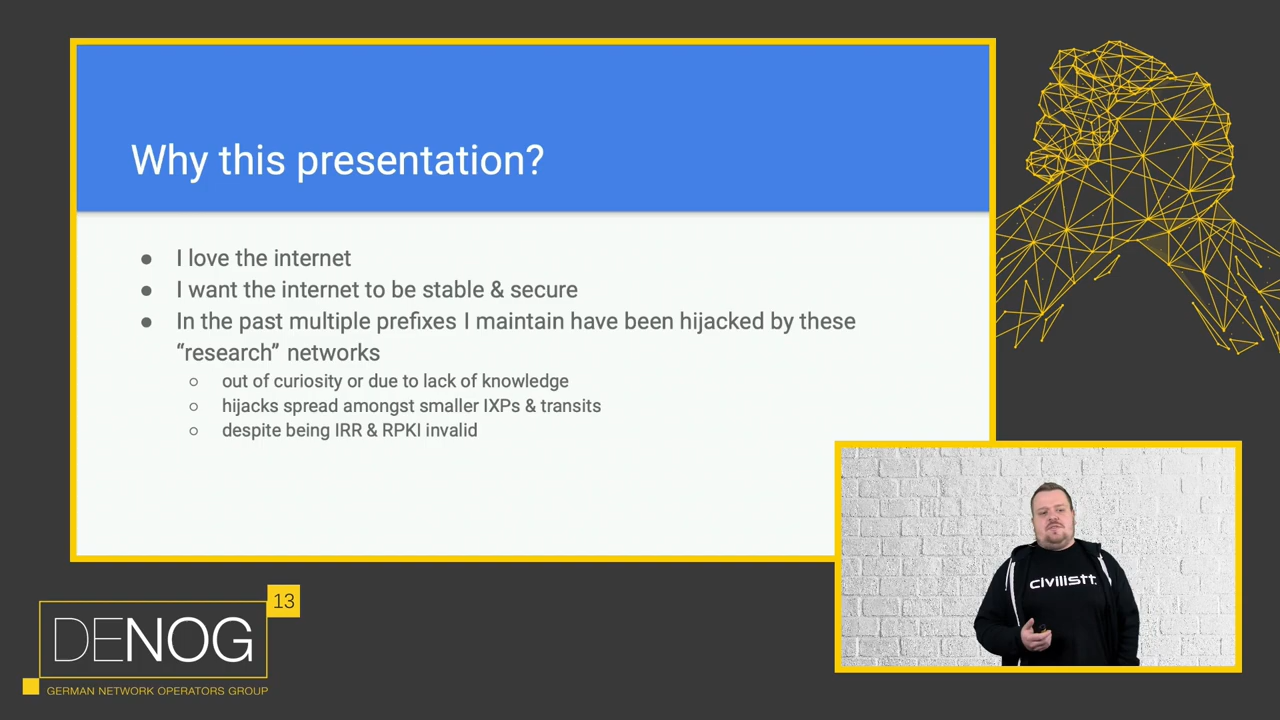 Why this presentation?
● I love the internet
● I want the internet to be stable & secure
● In the past multiple prefixes I maintain have been hijacked by these
“research” networks
○ out of curiosity or due to lack of knowledge
○ hijacks spread amongst smaller IXPs & transits
○ despite being IRR & RPKI invalid
civilistt.
13
DENOG
GERMAN NETWORK OPERATORS GROUP